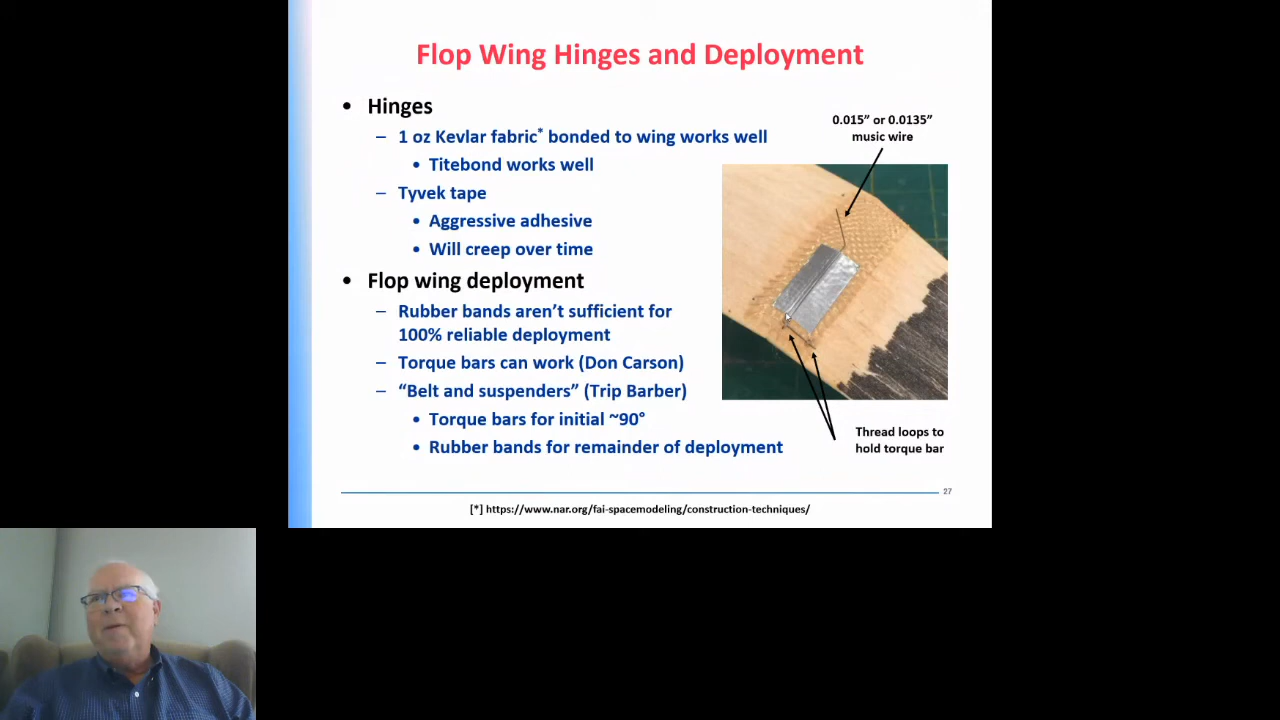 Flop Wing Hinges and Deployment
• Hinges
– 1 oz Kevlar fabric* bonded to wing works well
• Titebond works well
– Tyvek tape
• Aggressive adhesive
• Will creep over time
• Flop wing deployment
– Rubber bands aren’t sufficient for
100% reliable deployment
– Torque bars can work (Don Carson)
– “Belt and suspenders” (Trip Barber)
• Torque bars for initial ~90°
• Rubber bands for remainder of deployment
0.015” or 0.0135”
music wire
Thread loops to
hold torque bar
27
[*] https://www.nar.org/fai-spacemodeling/construction-techniques/